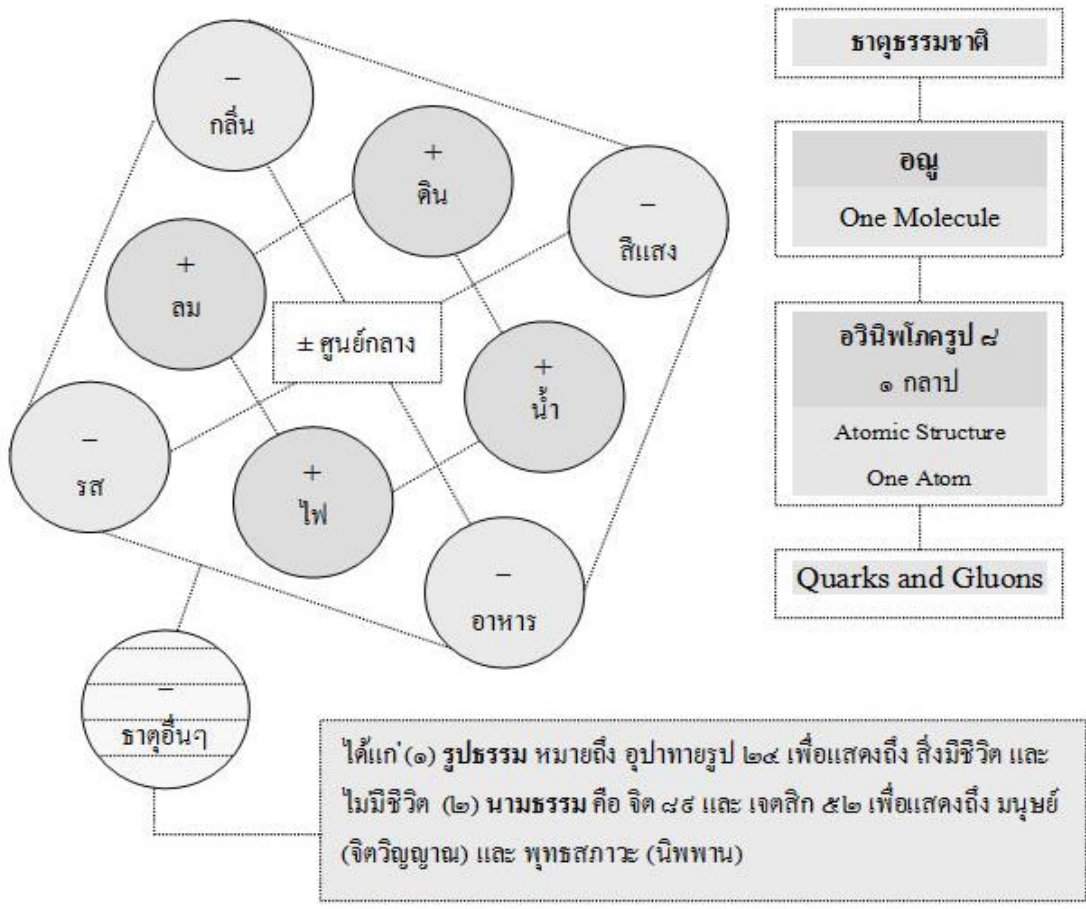 −
กลิ่น
+
ดิน
−
สีแสง
+
ลม
± ศูนย์กลาง
+
น้ำ
−
รส
+
ไฟ
−
อาหาร
−
ธาตุอื่นๆ
ธาตุธรรมชาติ
อณู
One Molecule
อวินิพโภครูป ๘
๑ กลาป
Atomic Structure
One Atom
Quarks and Gluons
ได้แก่ (๑) รูปธรรม หมายถึง อุปาทายรูป ๒๔ เพื่อแสดงถึง สิ่งมีชีวิต และ
ไม่มีชีวิต (๒) นามธรรม คือ จิต ๘๙ และ เจตสิก ๕๒ เพื่อแสดงถึง มนุษย์
(จิตวิญญาณ) และ พุทธสภาวะ (นิพพาน)